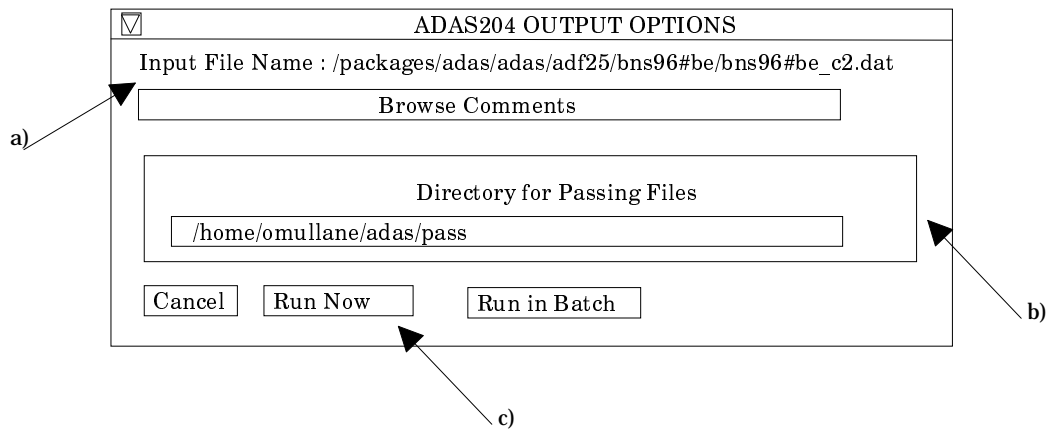 ADAS204 OUTPUT OPTIONS
Input File Name : /packages/adas/adas/adf25/bns96#be/bns96#be_c2.dat
Browse Comments
a)
Directory for Passing Files
/home/omullane/adas/pass
Cancel
Run Now
Run in Batch
b)
c)